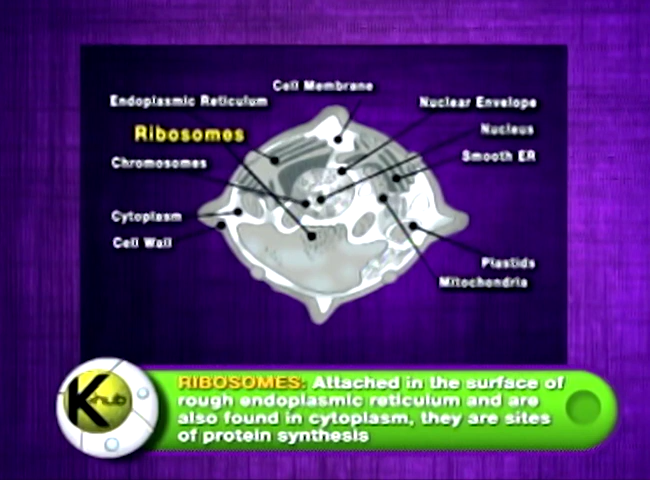 Cell Membrane
Endoplasmic Reticulum
Nuclear Envelope
Ribosomes
Nucleus
Chromosomes
Smooth ER
Cytoplasm
Cell Wall
Plastids
Mitochondria
K-hub
RIBOSOMES: Attached in the surface of
rough endoplasmic reticulum and are
also found in cytoplasm, they are sites
of protein synthesis